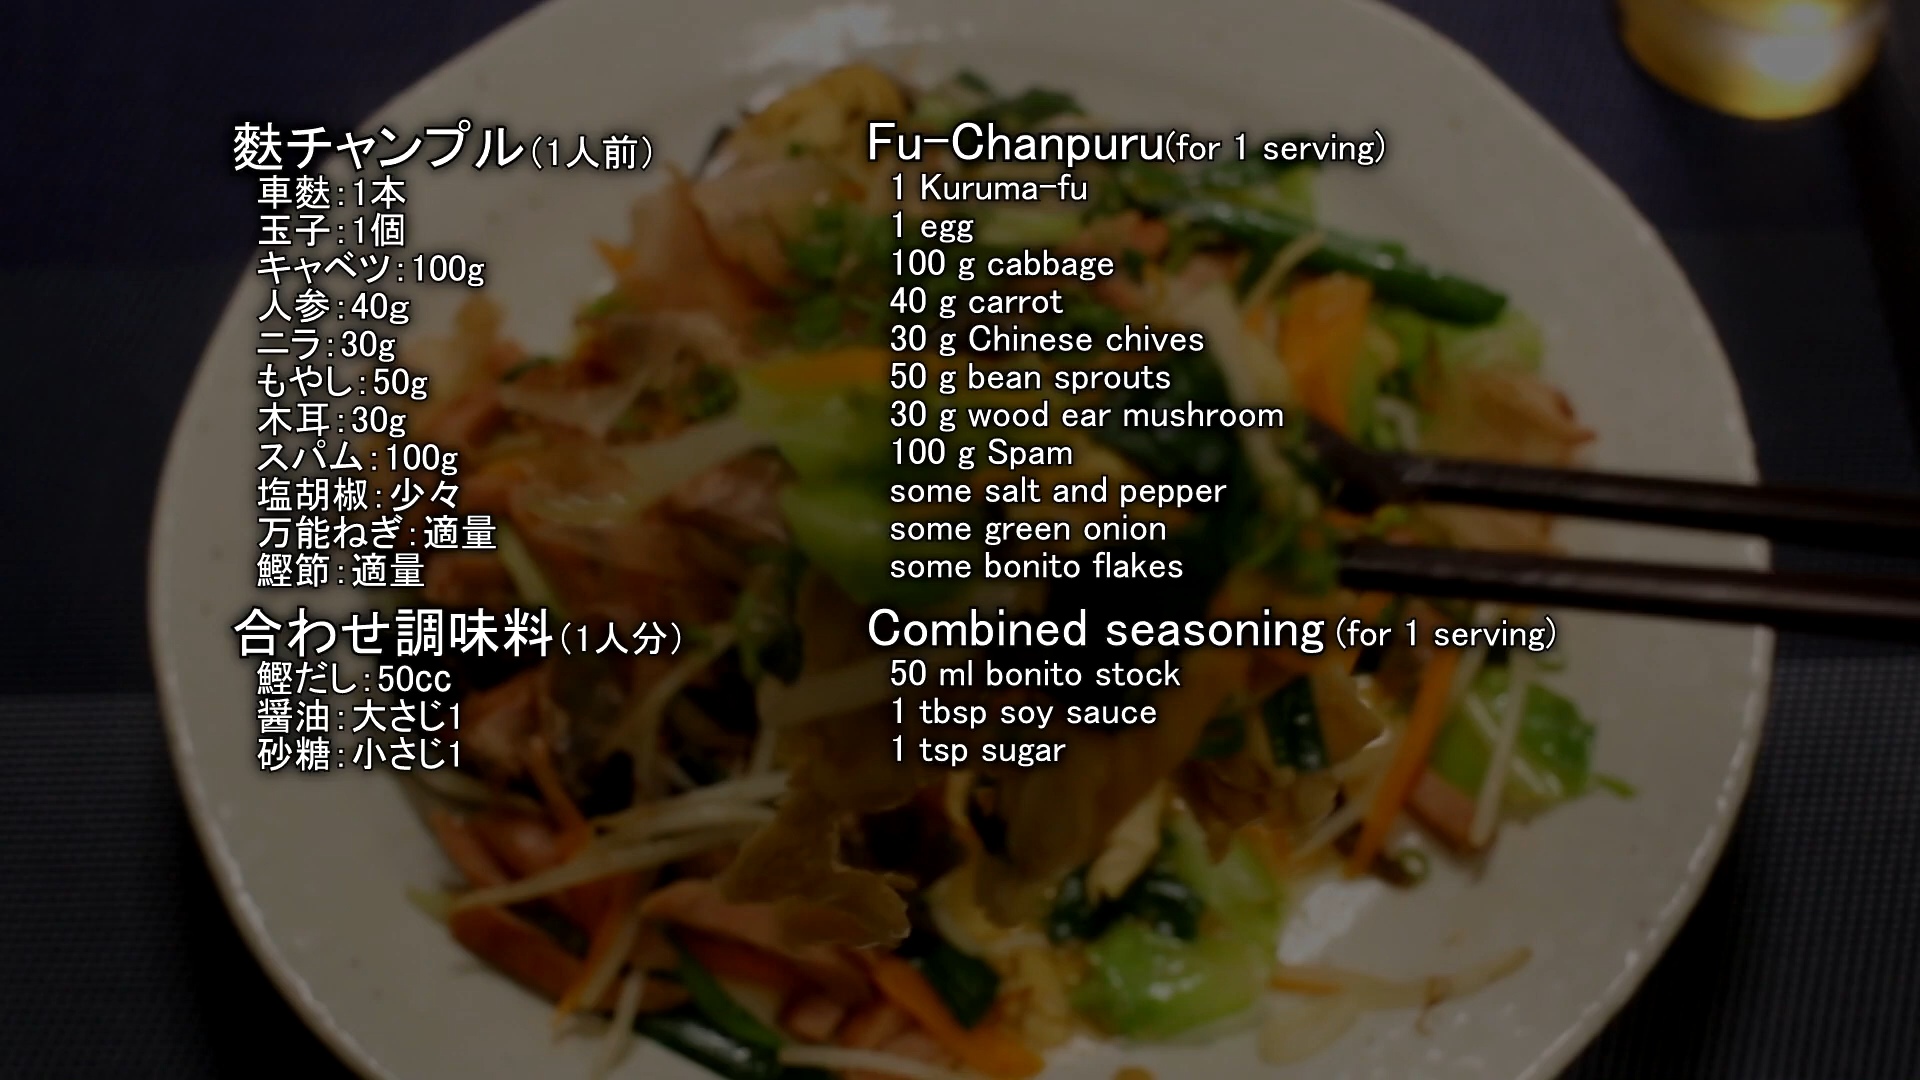 麩チャンプル(1人前)
車麩:1本
玉子:1個
キャベツ:100g
人参:40g
ニラ:30g
もやし:50g
木耳:30g
スパム:100g
塩胡椒:少々
万能ねぎ:適量
鰹節:適量
合わせ調味料(1人分)
鰹だし:50cc
醤油:大さじ1
砂糖:小さじ1
Fu-Chanpuru(for 1 serving)
1 Kuruma-fu
1 egg
100 g cabbage
40 g carrot
30 g Chinese chives
50 g bean sprouts
30 g wood ear mushroom
100 g Spam
some salt and pepper
some green onion
some bonito flakes
Combined seasoning (for 1 serving)
50 ml bonito stock
1 tbsp soy sauce
1 tsp sugar